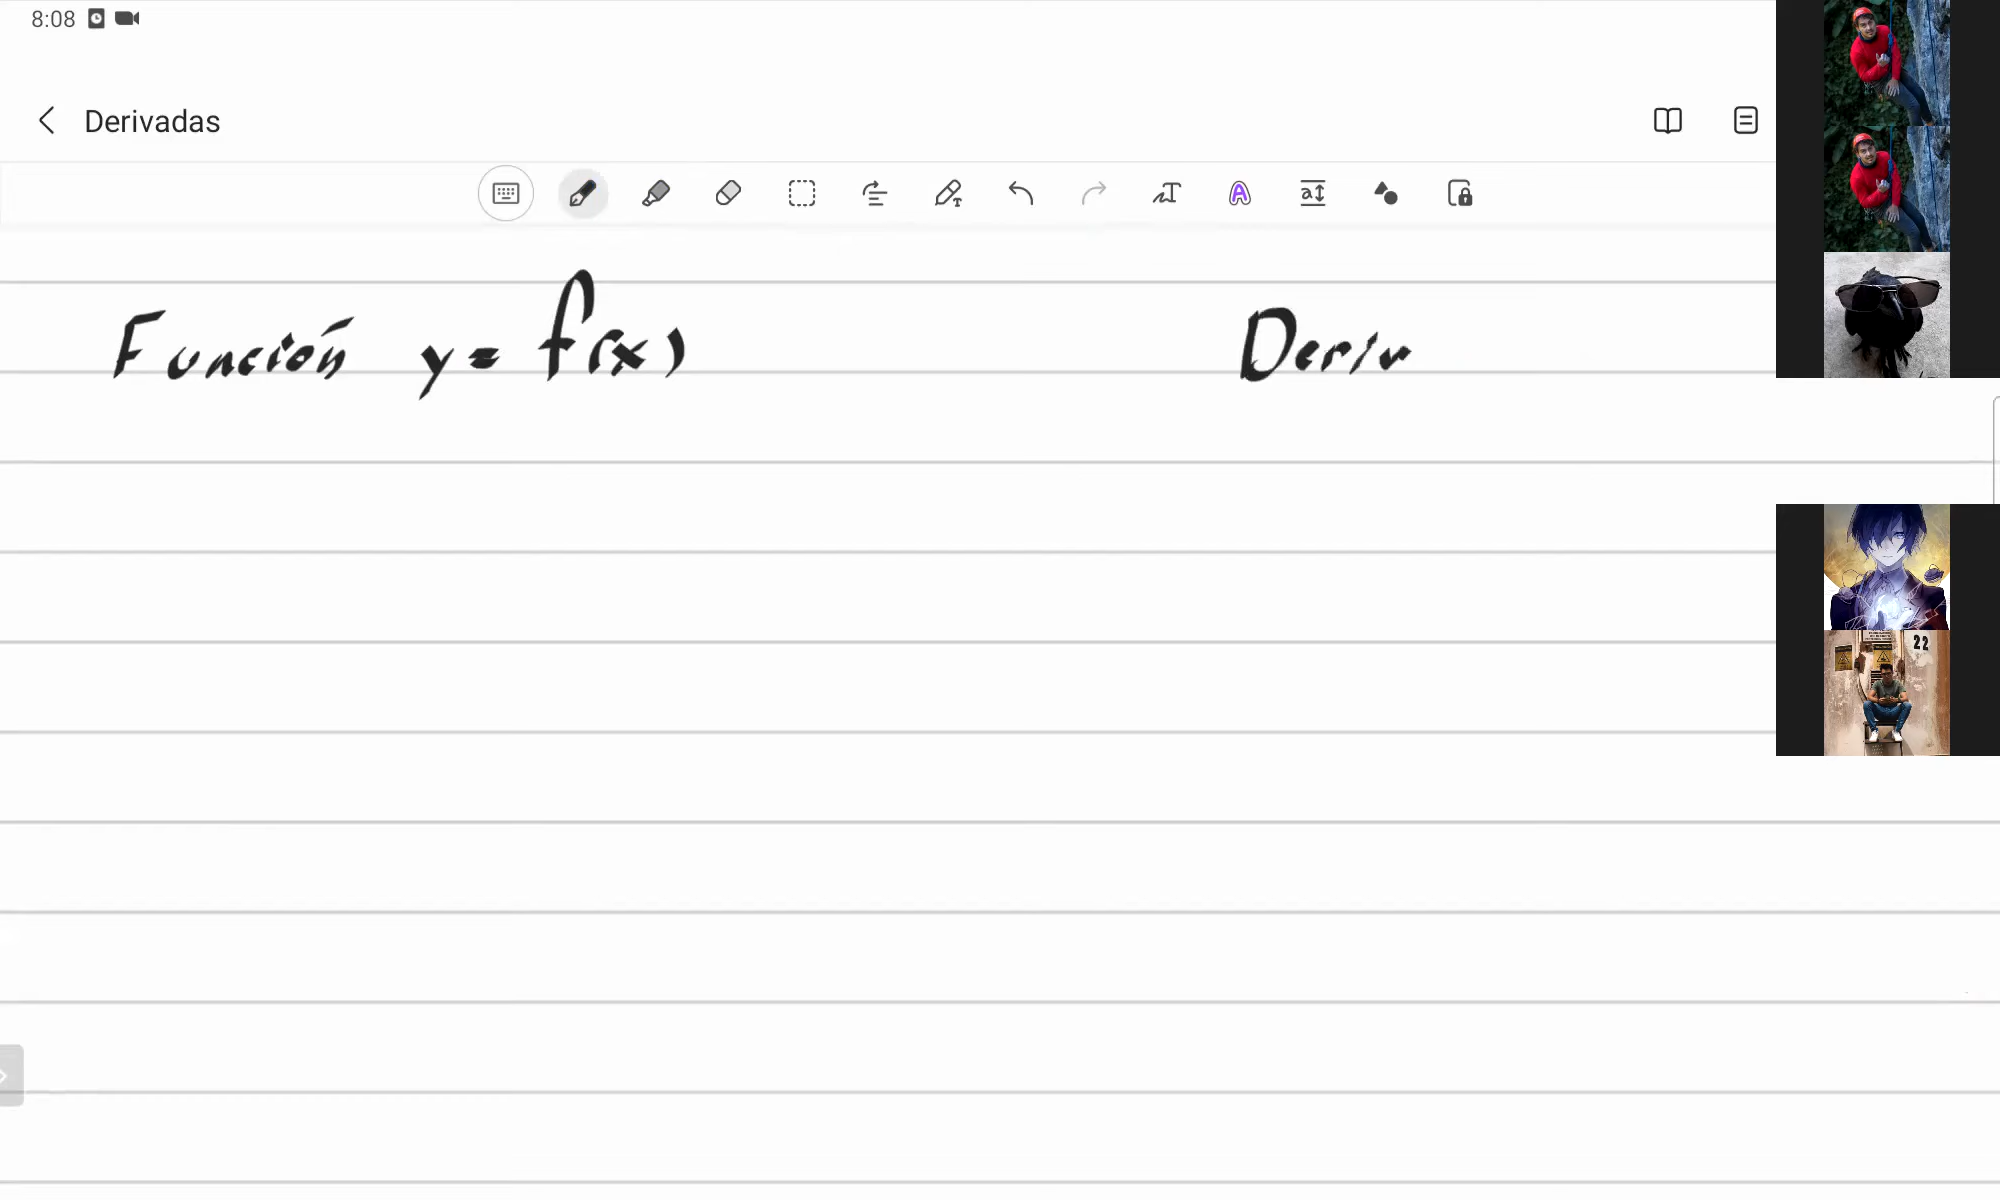 8:08
Derivadas
Función y = f(x) Deriv
22